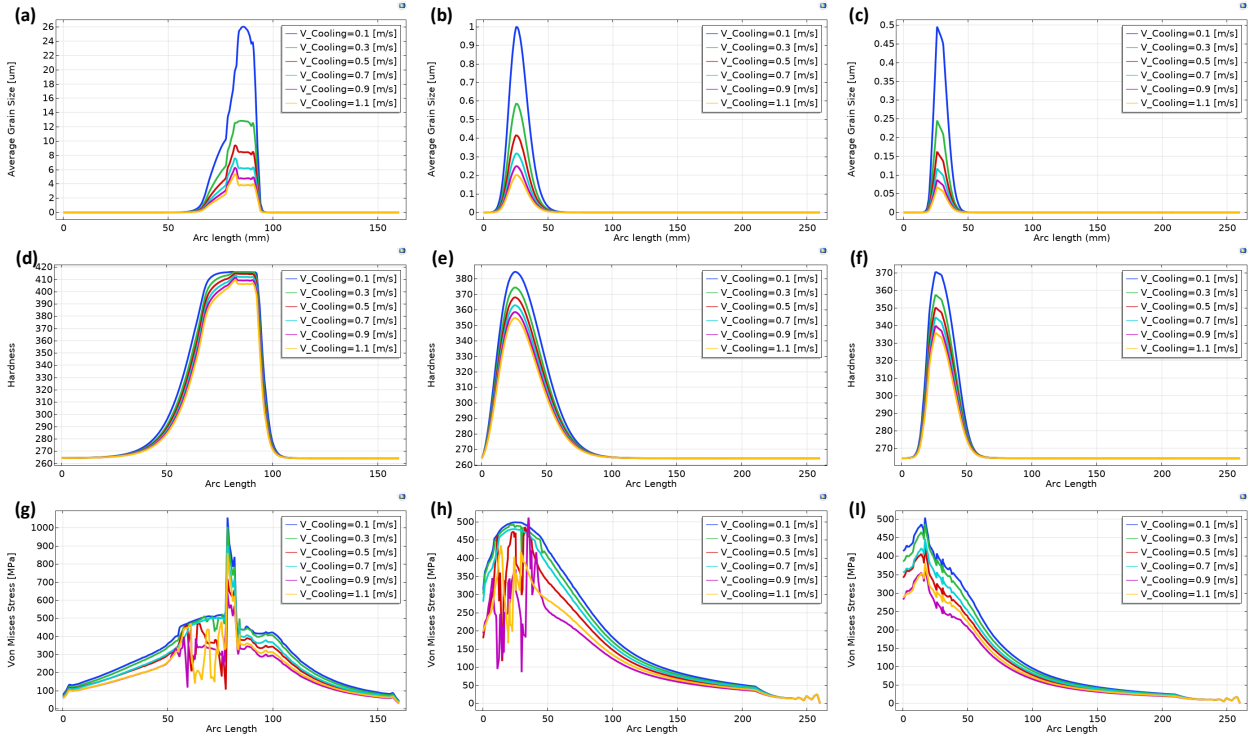 (a)
Average Grain Size [um]
26
24
22
20
18
16
14
12
10
8
6
4
2
0
0 50 100 150
Arc length (mm)
V_Cooling=0.1 [m/s]
V_Cooling=0.3 [m/s]
V_Cooling=0.5 [m/s]
V_Cooling=0.7 [m/s]
V_Cooling=0.9 [m/s]
V_Cooling=1.1 [m/s]
(b)
Average Grain Size [um]
1
0.9
0.8
0.7
0.6
0.5
0.4
0.3
0.2
0.1
0
0 50 100 150 200 250
Arc length (mm)
V_Cooling=0.1 [m/s]
V_Cooling=0.3 [m/s]
V_Cooling=0.5 [m/s]
V_Cooling=0.7 [m/s]
V_Cooling=0.9 [m/s]
V_Cooling=1.1 [m/s]
(c)
Average Grain Size [um]
0.5
0.45
0.4
0.35
0.3
0.25
0.2
0.15
0.1
0.05
0
0 50 100 150 200 250
Arc length (mm)
V_Cooling=0.1 [m/s]
V_Cooling=0.3 [m/s]
V_Cooling=0.5 [m/s]
V_Cooling=0.7 [m/s]
V_Cooling=0.9 [m/s]
V_Cooling=1.1 [m/s]
(d)
Hardness
420
410
400
390
380
370
360
350
340
330
320
310
300
290
280
270
260
0 50 100 150
Arc Length
V_Cooling=0.1 [m/s]
V_Cooling=0.3 [m/s]
V_Cooling=0.5 [m/s]
V_Cooling=0.7 [m/s]
V_Cooling=0.9 [m/s]
V_Cooling=1.1 [m/s]
(e)
Hardness
380
370
360
350
340
330
320
310
300
290
280
270
260
0 50 100 150 200 250
Arc Length
V_Cooling=0.1 [m/s]
V_Cooling=0.3 [m/s]
V_Cooling=0.5 [m/s]
V_Cooling=0.7 [m/s]
V_Cooling=0.9 [m/s]
V_Cooling=1.1 [m/s]
(f)
Hardness
370
360
350
340
330
320
310
300
290
280
270
0 50 100 150 200 250
Arc Length
V_Cooling=0.1 [m/s]
V_Cooling=0.3 [m/s]
V_Cooling=0.5 [m/s]
V_Cooling=0.7 [m/s]
V_Cooling=0.9 [m/s]
V_Cooling=1.1 [m/s]
(g)
Von Misses Stress [MPa]
1000
900
800
700
600
500
400
300
200
100
0
0 50 100 150
Arc Length
V_Cooling=0.1 [m/s]
V_Cooling=0.3 [m/s]
V_Cooling=0.5 [m/s]
V_Cooling=0.7 [m/s]
V_Cooling=0.9 [m/s]
V_Cooling=1.1 [m/s]
(h)
Von Misses Stress [MPa]
500
450
400
350
300
250
200
150
100
50
0
0 50 100 150 200 250
Arc Length
V_Cooling=0.1 [m/s]
V_Cooling=0.3 [m/s]
V_Cooling=0.5 [m/s]
V_Cooling=0.7 [m/s]
V_Cooling=0.9 [m/s]
V_Cooling=1.1 [m/s]
(I)
Von Misses Stress [MPa]
500
450
400
350
300
250
200
150
100
50
0
0 50 100 150 200 250
Arc Length
V_Cooling=0.1 [m/s]
V_Cooling=0.3 [m/s]
V_Cooling=0.5 [m/s]
V_Cooling=0.7 [m/s]
V_Cooling=0.9 [m/s]
V_Cooling=1.1 [m/s]